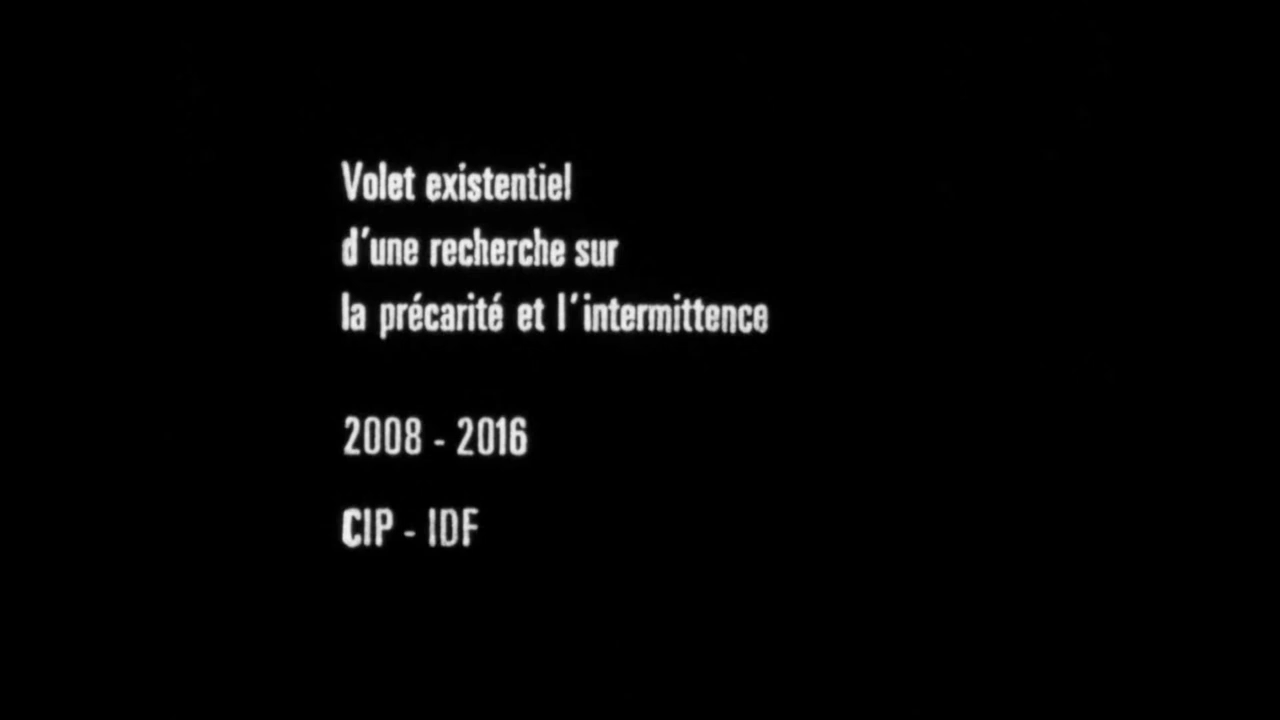 Volet existentiel
d'une recherche sur
la précarité et l'intermittence
2008 - 2016
CIP - IDF